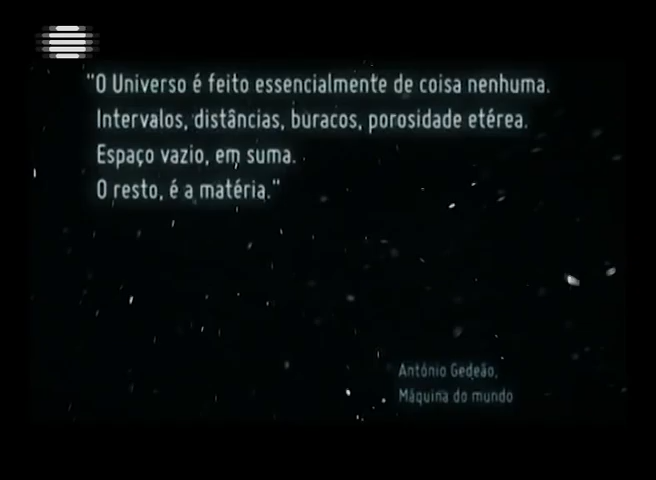 "O Universo é feito essencialmente de coisa nenhuma.
Intervalos, distâncias, buracos, porosidade etérea.
Espaço vazio, em suma.
O resto, é a matéria."
António Gedeão,
Máquina do mundo